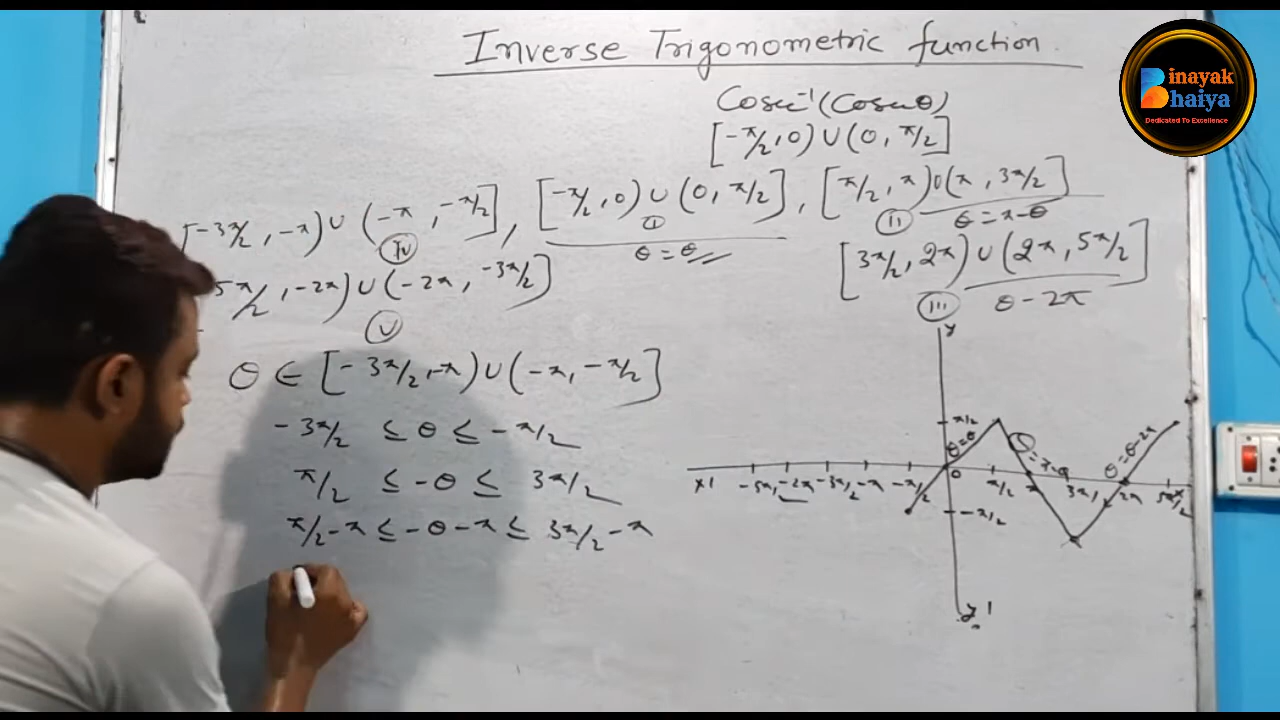 Inverse Trigonometric function.
Binayak
Bhaiya
Dedicated To Excellence
Cosec⁻¹(Cosecθ)
[-π/2, 0) ∪ (0, π/2]
-3π/2, -π) ∪ (-π, -π/2], [-π/2, 0) ∪ (0, π/2], [π/2, π) ∪ (π, 3π/2]
IV I II
θ = θ θ = π-θ
5π/2, -2π) ∪ (-2π, -3π/2] [3π/2, 2π) ∪ (2π, 5π/2]
V III θ - 2π
θ ∈ [-3π/2, -π) ∪ (-π, -π/2]
-3π/2 ≤ θ ≤ -π/2
π/2 ≤ -θ ≤ 3π/2
π/2 - π ≤ -θ - π ≤ 3π/2 - π
y
π/2
θ=θ θ=π-θ θ=θ-2π
x' -5π/2 -2π -3π/2 -π -π/2 0 π/2 π 3π/2 2π 5π/2 x
-π/2
y'